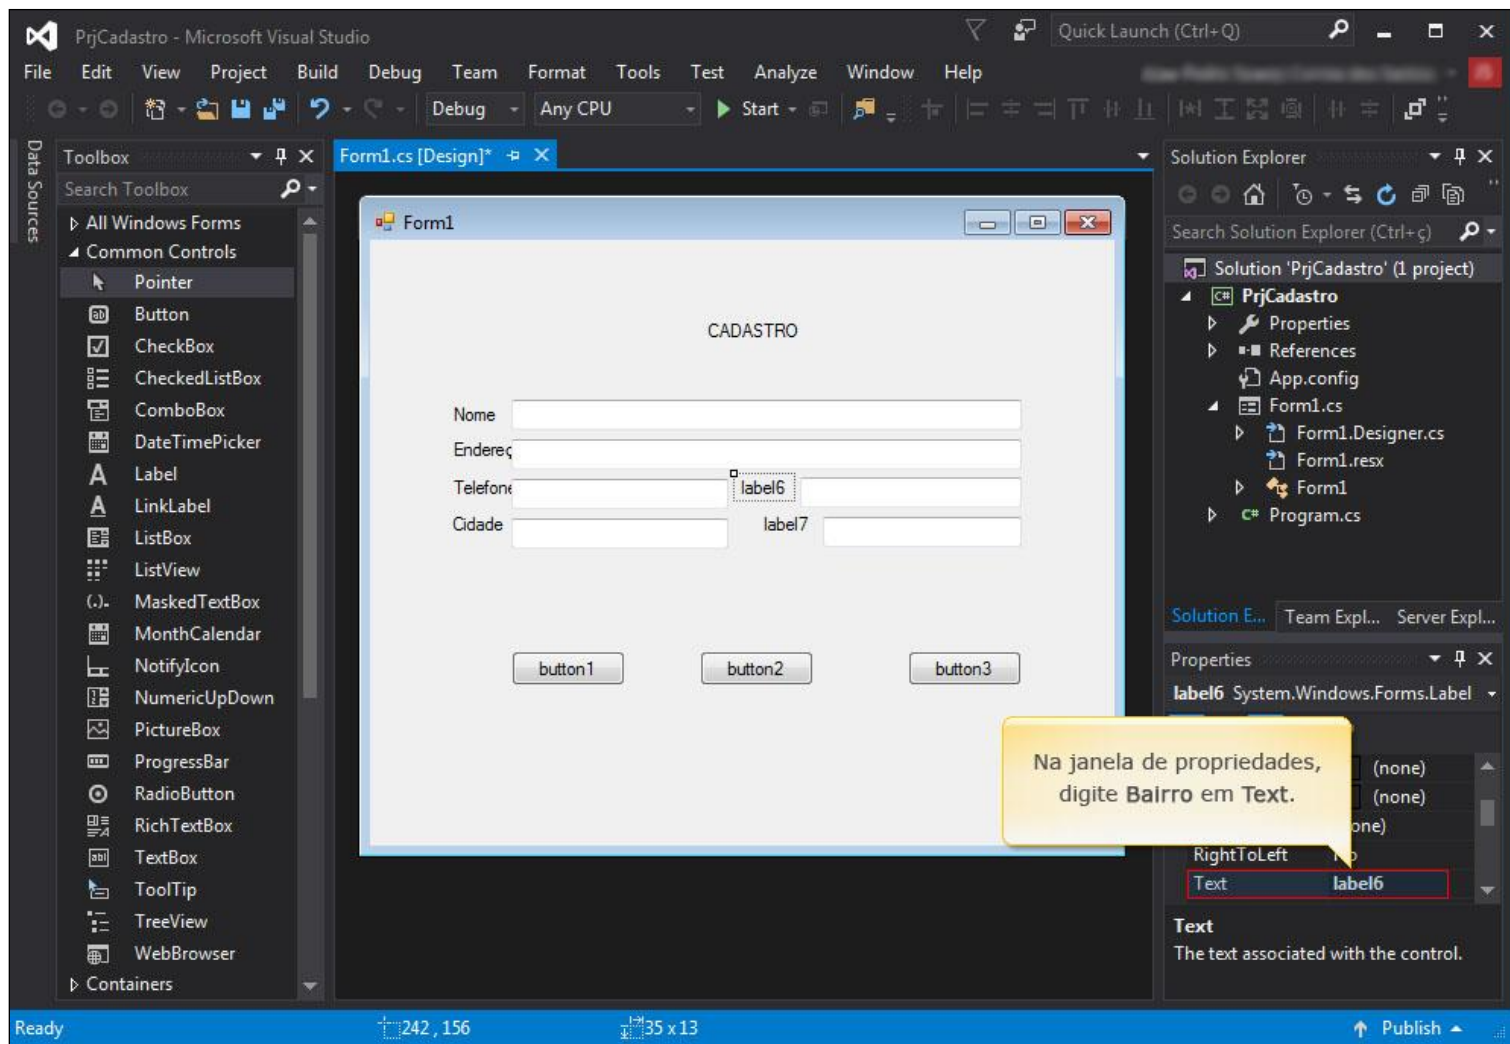 PrjCadastro - Microsoft Visual Studio
Quick Launch (Ctrl+Q)
File Edit View Project Build Debug Team Format Tools Test Analyze Window Help
Debug Any CPU Start
Data Sources
Toolbox
Search Toolbox
All Windows Forms
Common Controls
Pointer
Button
CheckBox
CheckedListBox
ComboBox
DateTimePicker
Label
LinkLabel
ListBox
ListView
MaskedTextBox
MonthCalendar
NotifyIcon
NumericUpDown
PictureBox
ProgressBar
RadioButton
RichTextBox
TextBox
ToolTip
TreeView
WebBrowser
Containers
Form1.cs [Design]*
Form1
CADASTRO
Nome
Endereç
Telefone
label6
Cidade
label7
button1 button2 button3
Solution Explorer
Search Solution Explorer (Ctrl+ç)
Solution 'PrjCadastro' (1 project)
C# PrjCadastro
Properties
References
App.config
Form1.cs
Form1.Designer.cs
Form1.resx
Form1
C# Program.cs
Solution E... Team Expl... Server Expl...
Properties
label6 System.Windows.Forms.Label
Na janela de propriedades,
digite Bairro em Text.
(none)
(none)
one)
RightToLeft
Text label6
Text
The text associated with the control.
Ready 242 , 156 35 x 13 Publish